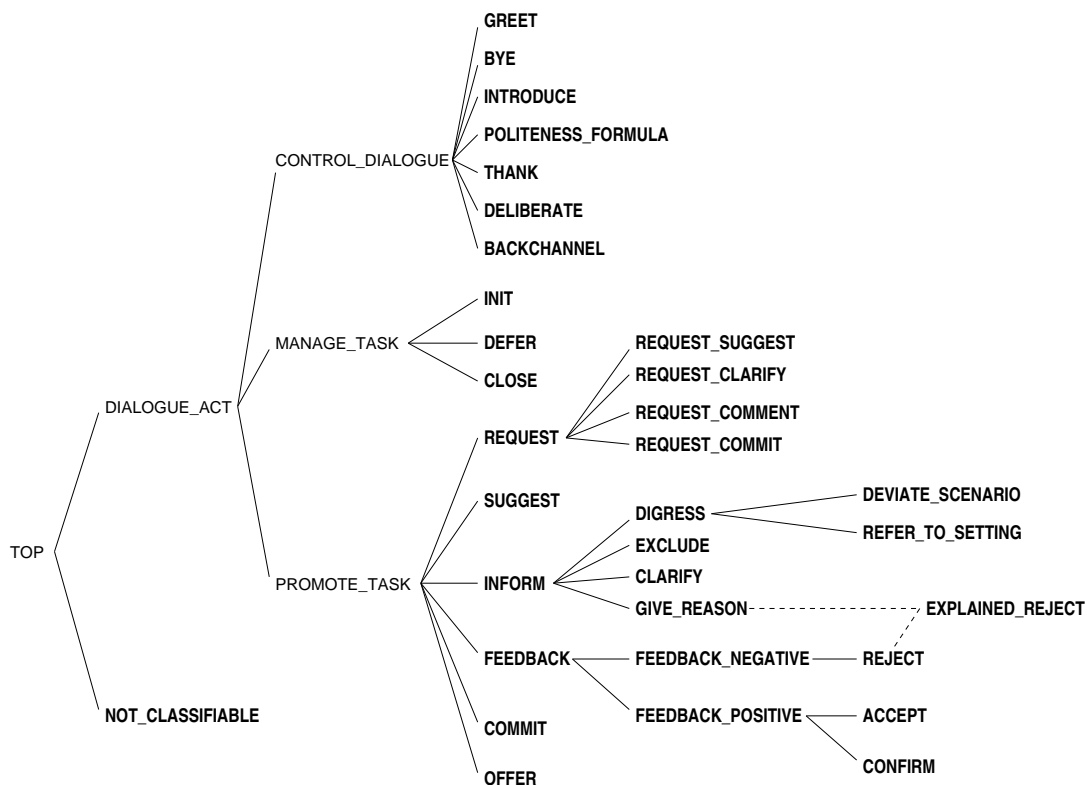 GREET
BYE
INTRODUCE
POLITENESS_FORMULA
CONTROL_DIALOGUE
THANK
DELIBERATE
BACKCHANNEL
INIT
MANAGE_TASK
DEFER
REQUEST_SUGGEST
CLOSE
REQUEST_CLARIFY
DIALOGUE_ACT
REQUEST_COMMENT
REQUEST
REQUEST_COMMIT
SUGGEST
DEVIATE_SCENARIO
DIGRESS
REFER_TO_SETTING
TOP
EXCLUDE
PROMOTE_TASK
INFORM
CLARIFY
GIVE_REASON
EXPLAINED_REJECT
FEEDBACK
FEEDBACK_NEGATIVE
REJECT
NOT_CLASSIFIABLE
FEEDBACK_POSITIVE
ACCEPT
COMMIT
CONFIRM
OFFER